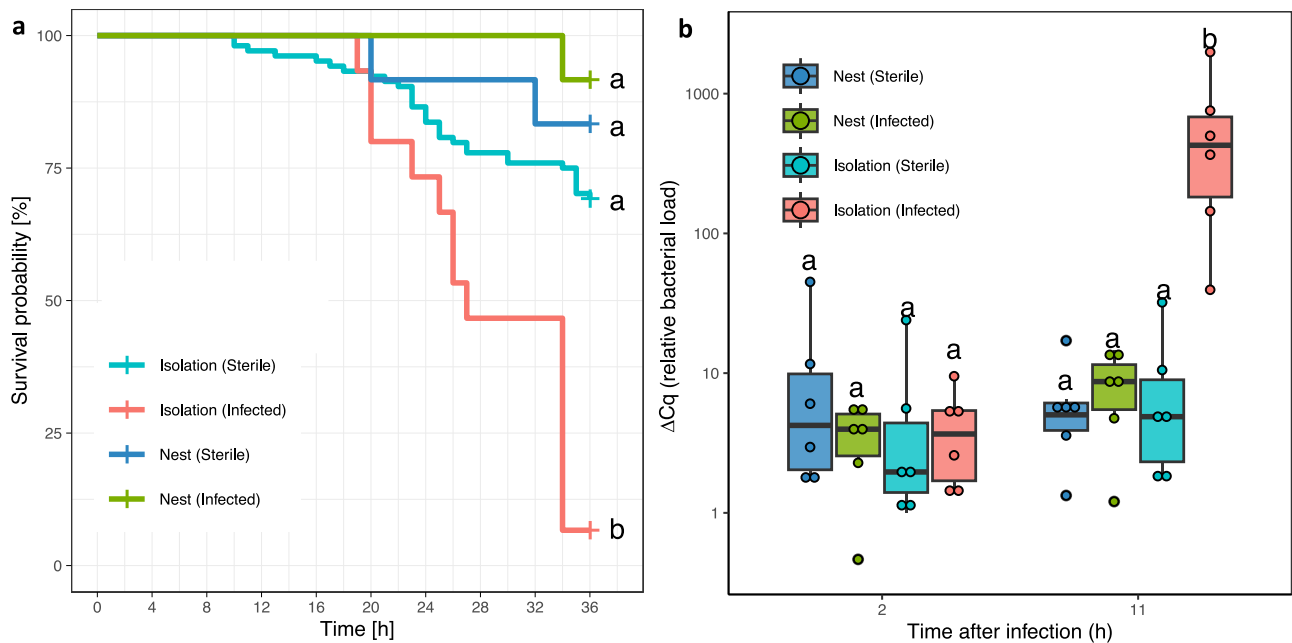 a
100
75
50
25
0
Survival probability [%]
a
a
a
b
Isolation (Sterile)
Isolation (Infected)
Nest (Sterile)
Nest (Infected)
0 4 8 12 16 20 24 28 32 36
Time [h]
b
1000
100
10
1
ΔCq (relative bacterial load)
Nest (Sterile)
Nest (Infected)
Isolation (Sterile)
Isolation (Infected)
b
a a a a
a a a
2 11
Time after infection (h)